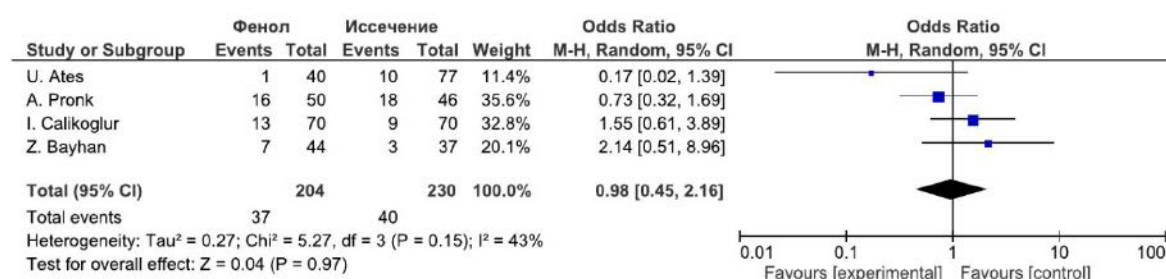 Фенол Иссечение Odds Ratio Odds Ratio
Study or Subgroup Events Total Events Total Weight M-H, Random, 95% CI M-H, Random, 95% CI
U. Ates 1 40 10 77 11.4% 0.17 [0.02, 1.39]
A. Pronk 16 50 18 46 35.6% 0.73 [0.32, 1.69]
I. Calikoglur 13 70 9 70 32.8% 1.55 [0.61, 3.89]
Z. Bayhan 7 44 3 37 20.1% 2.14 [0.51, 8.96]
Total (95% CI) 204 230 100.0% 0.98 [0.45, 2.16]
Total events 37 40
Heterogeneity: Tau² = 0.27; Chi² = 5.27, df = 3 (P = 0.15); I² = 43%
Test for overall effect: Z = 0.04 (P = 0.97)
0.01 0.1 1 10 100
Favours [experimental] Favours [control]